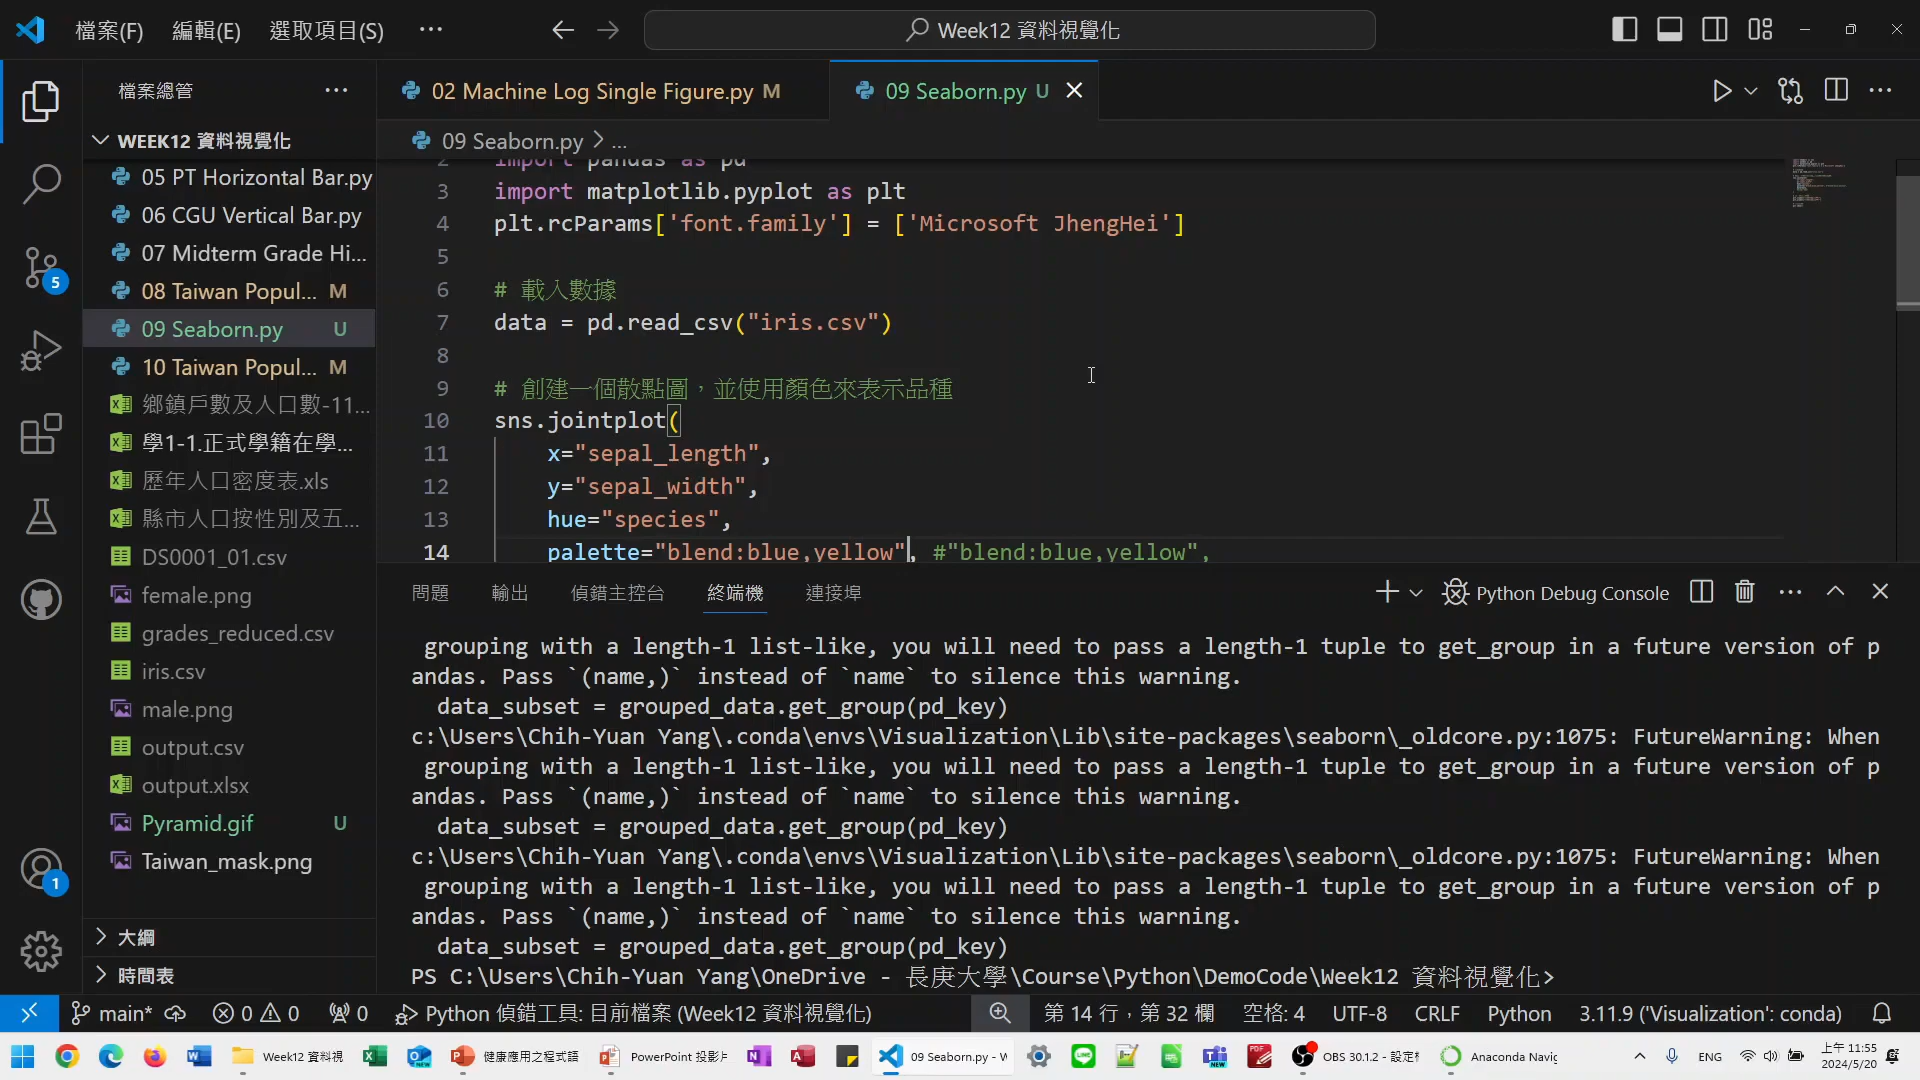 檔案(F) 編輯(E) 選取項目(S) ... Week12 資料視覺化
檔案總管
WEEK12 資料視覺化
05 PT Horizontal Bar.py
06 CGU Vertical Bar.py
07 Midterm Grade Hi...
08 Taiwan Popul... M
09 Seaborn.py U
10 Taiwan Popul... M
鄉鎮戶數及人口數-11...
學1-1.正式學籍在學...
歷年人口密度表.xls
縣市人口按性別及五...
DS0001_01.csv
female.png
grades_reduced.csv
iris.csv
male.png
output.csv
output.xlsx
Pyramid.gif U
Taiwan_mask.png
大綱
時間表
5
1
02 Machine Log Single Figure.py M
09 Seaborn.py U
09 Seaborn.py > ...
2 import pandas as pd
3 import matplotlib.pyplot as plt
4 plt.rcParams['font.family'] = ['Microsoft JhengHei']
5
6 # 載入數據
7 data = pd.read_csv("iris.csv")
8
9 # 創建一個散點圖，並使用顏色來表示品種
10 sns.jointplot(
11 x="sepal_length",
12 y="sepal_width",
13 hue="species",
14 palette="blend:blue,yellow", #"blend:blue,yellow",
問題 輸出 偵錯主控台 終端機 連接埠 Python Debug Console
grouping with a length-1 list-like, you will need to pass a length-1 tuple to get_group in a future version of p
andas. Pass `(name,)` instead of `name` to silence this warning.
data_subset = grouped_data.get_group(pd_key)
c:\Users\Chih-Yuan Yang\.conda\envs\Visualization\Lib\site-packages\seaborn\_oldcore.py:1075: FutureWarning: When
grouping with a length-1 list-like, you will need to pass a length-1 tuple to get_group in a future version of p
andas. Pass `(name,)` instead of `name` to silence this warning.
data_subset = grouped_data.get_group(pd_key)
c:\Users\Chih-Yuan Yang\.conda\envs\Visualization\Lib\site-packages\seaborn\_oldcore.py:1075: FutureWarning: When
grouping with a length-1 list-like, you will need to pass a length-1 tuple to get_group in a future version of p
andas. Pass `(name,)` instead of `name` to silence this warning.
data_subset = grouped_data.get_group(pd_key)
PS C:\Users\Chih-Yuan Yang\OneDrive - 長庚大學\Course\Python\DemoCode\Week12 資料視覺化>
main* 0 0 0 Python 偵錯工具: 目前檔案 (Week12 資料視覺化) 第 14 行，第 32 欄 空格: 4 UTF-8 CRLF Python 3.11.9 ('Visualization': conda)
Week12 資料視 健康應用之程式語 PowerPoint 投影片 09 Seaborn.py - W OBS 30.1.2 - 設定檔 Anaconda Navig ENG 上午 11:55
2024/5/20